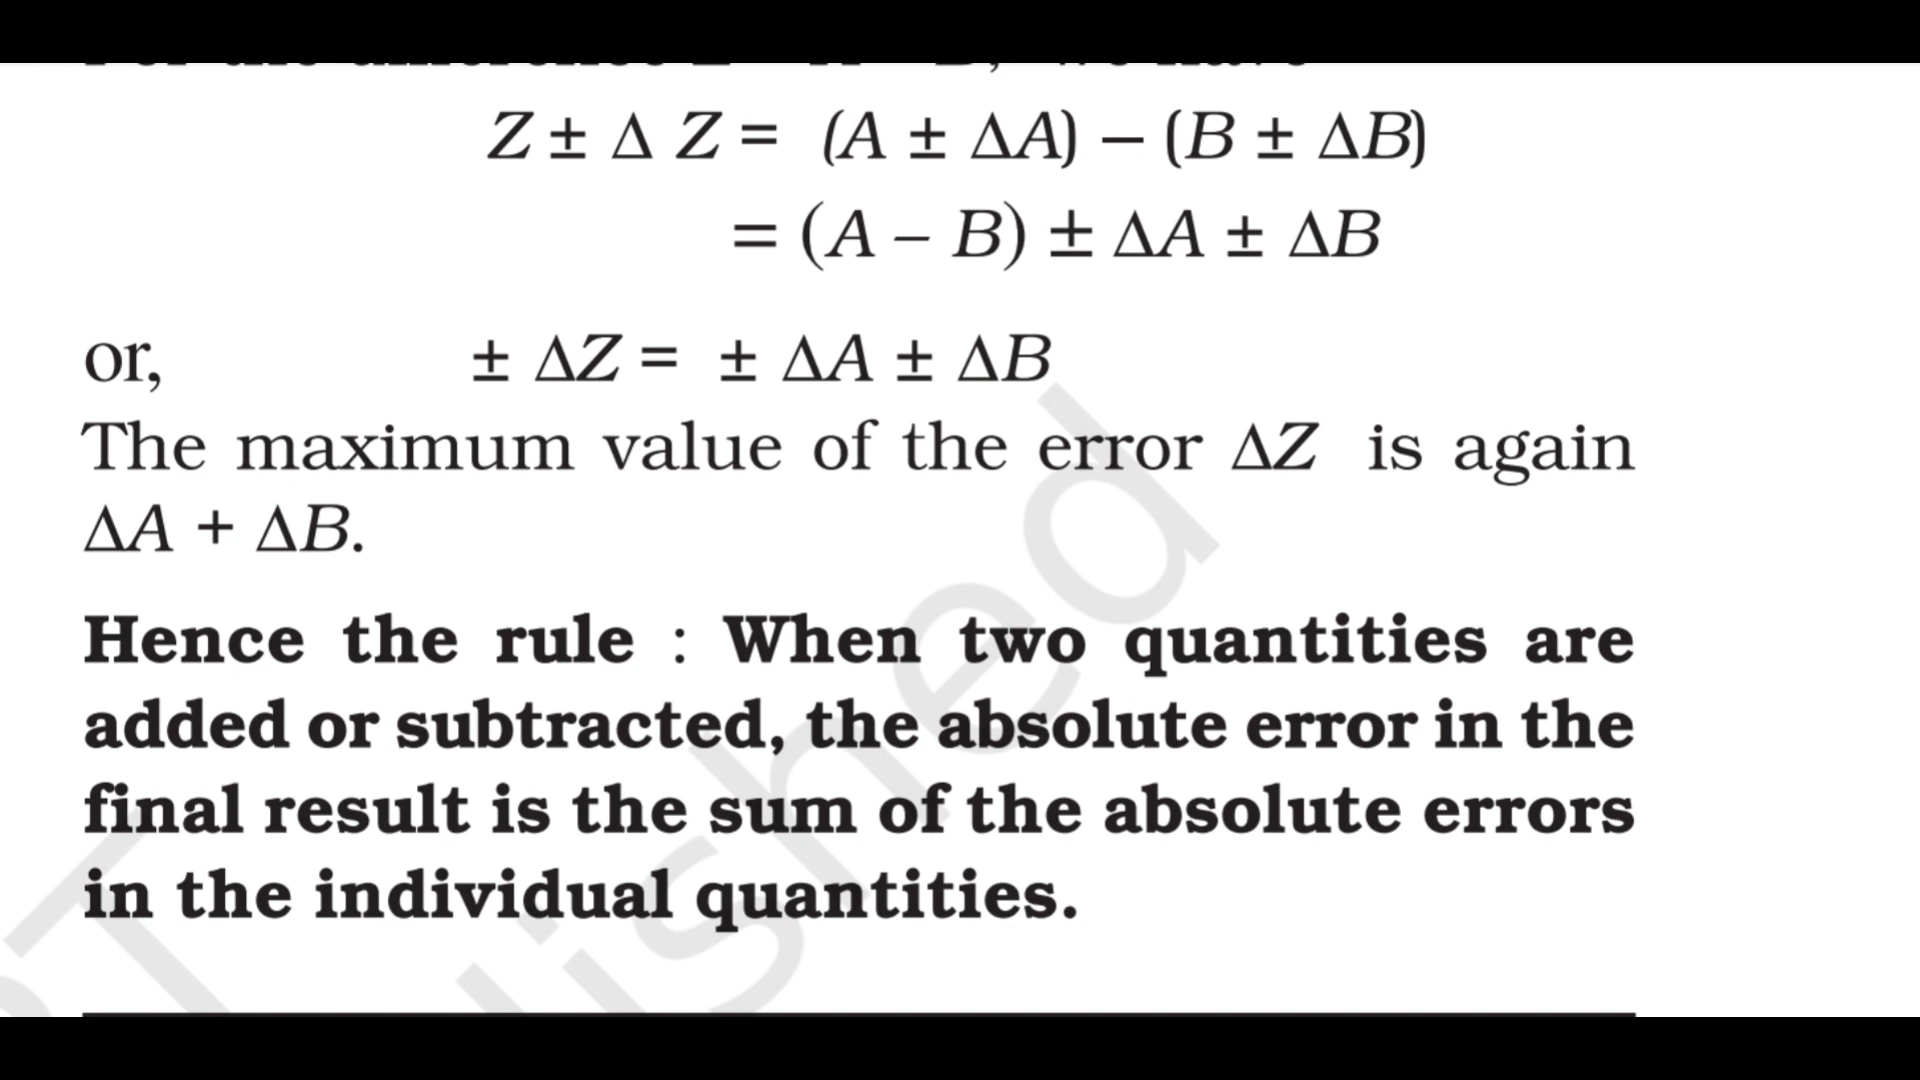 Z ± Δ Z = (A ± ΔA) – (B ± ΔB)
= (A – B) ± ΔA ± ΔB
or, ± ΔZ = ± ΔA ± ΔB
The maximum value of the error ΔZ is again
ΔA + ΔB.
Hence the rule : When two quantities are
added or subtracted, the absolute error in the
final result is the sum of the absolute errors
in the individual quantities.